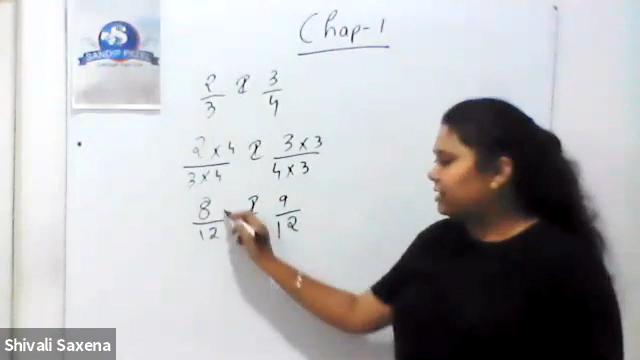 SANDIP PATEL
Chap-1
2/3 & 3/4
2×4/3×4 & 3×3/4×3
8/12 & 9/12
Shivali Saxena